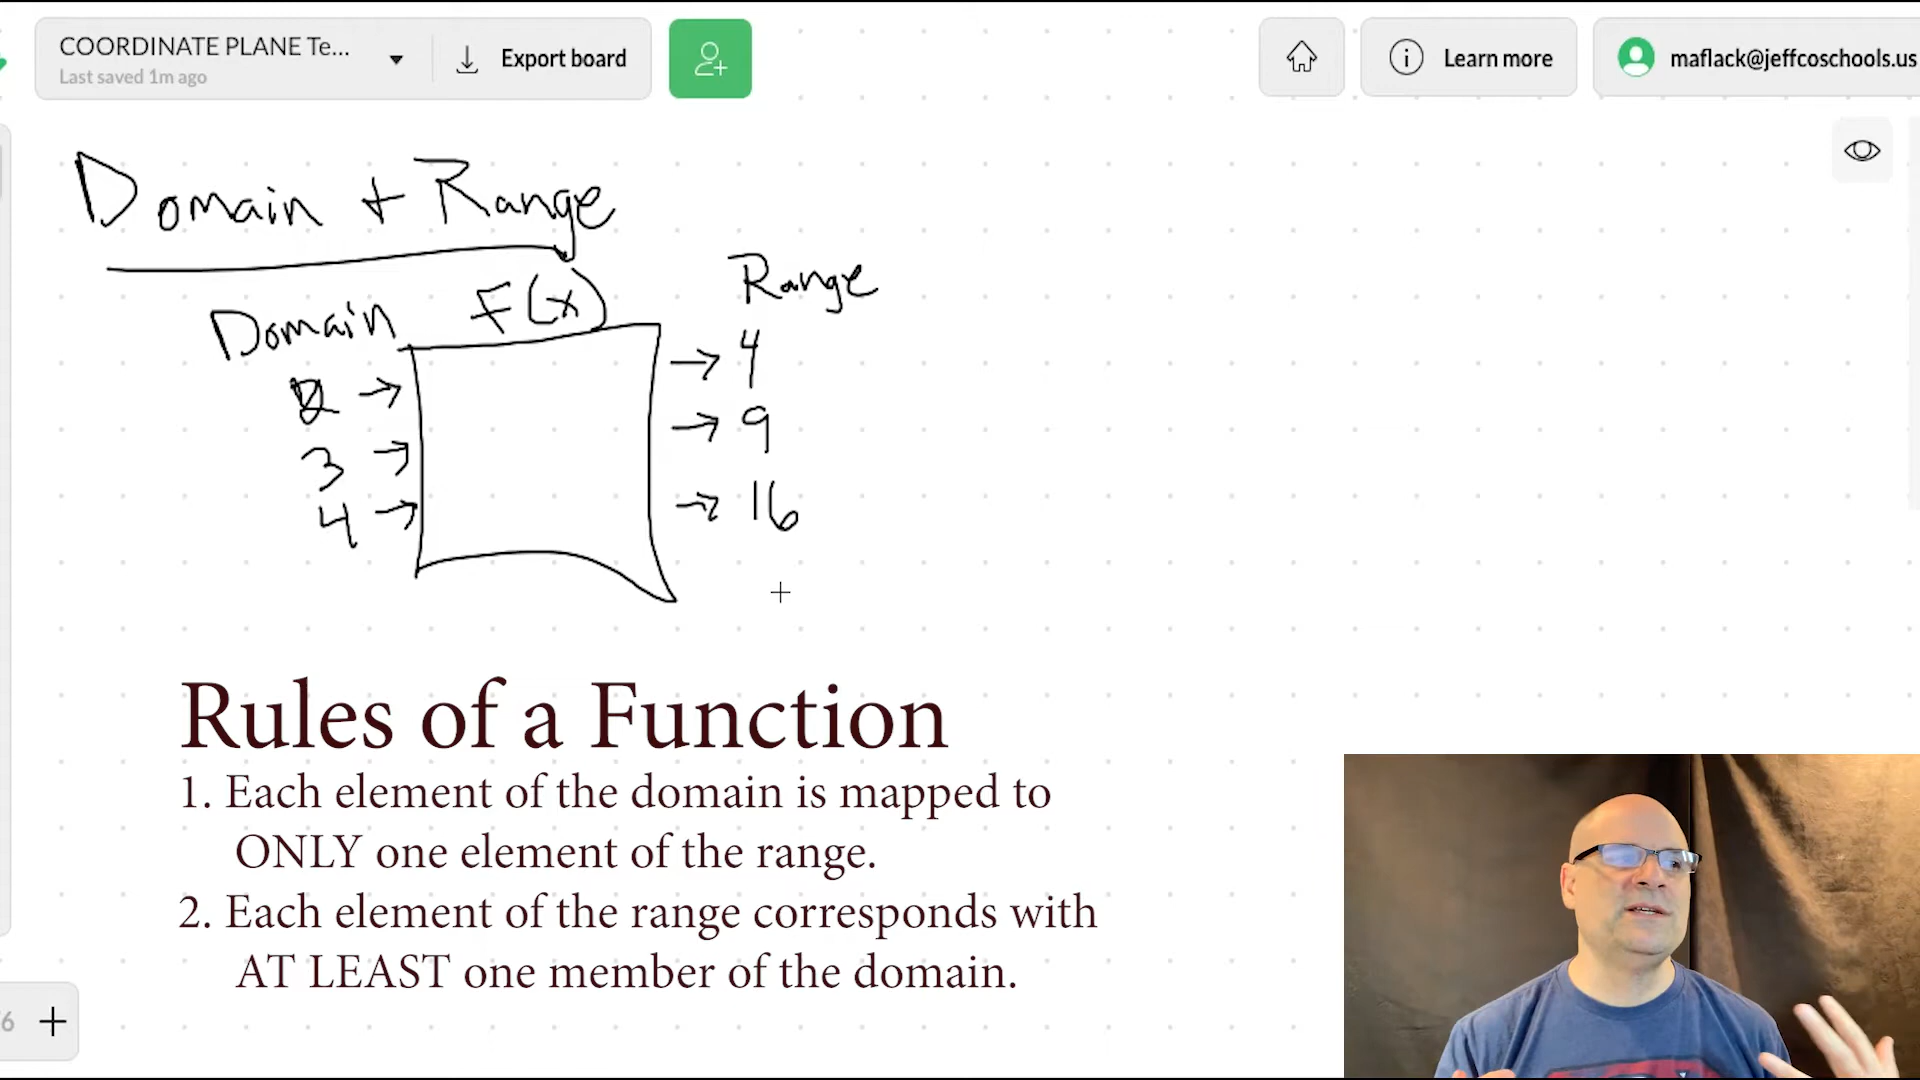 COORDINATE PLANE Te...
Last saved 1m ago
Export board
Learn more
maflack@jeffcoschools.us
Domain + Range
Domain F(x) Range
2 → → 4
3 → → 9
4 → → 16
Rules of a Function
1. Each element of the domain is mapped to
ONLY one element of the range.
2. Each element of the range corresponds with
AT LEAST one member of the domain.
6 +